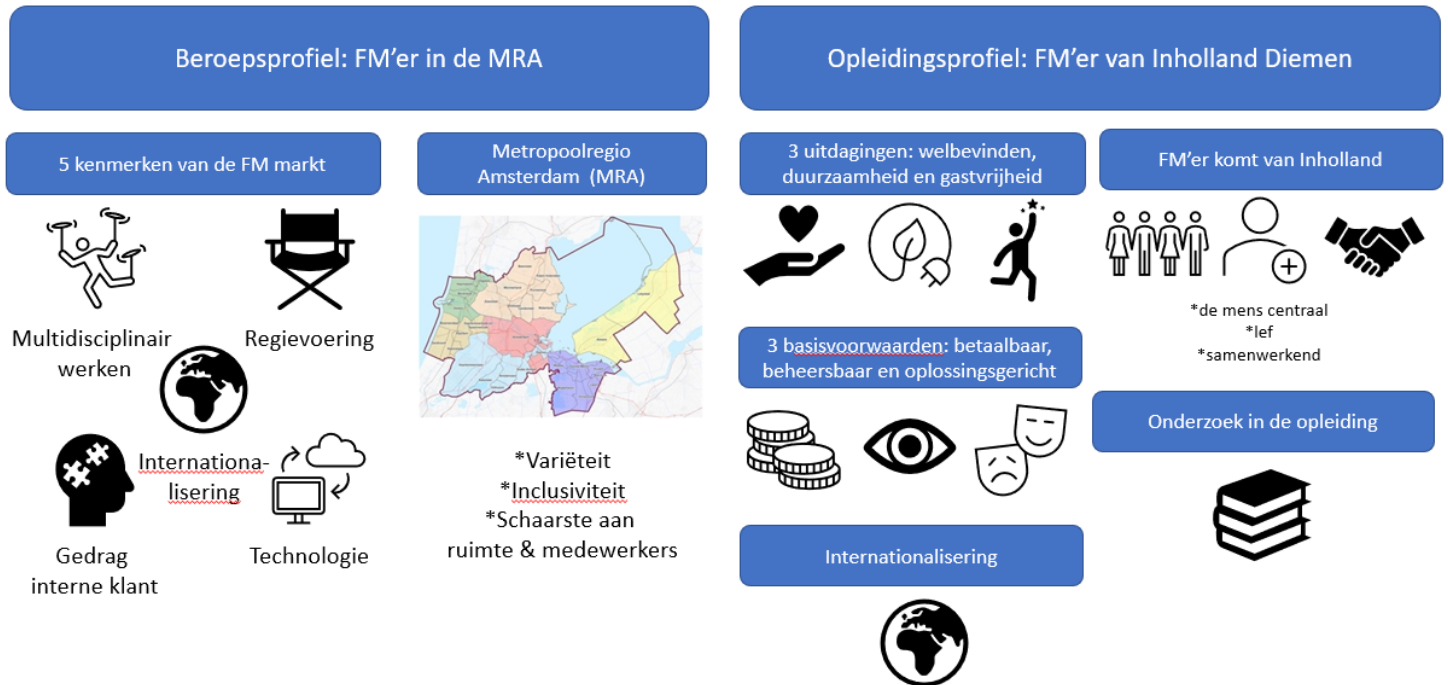 Beroepsprofiel: FM’er in de MRA
5 kenmerken van de FM markt
Multidisciplinair
werken
Regievoering
Internationa-
lisering
Gedrag
interne klant
Technologie
Metropoolregio
Amsterdam (MRA)
*Variëteit
*Inclusiviteit
*Schaarste aan
ruimte & medewerkers
Opleidingsprofiel: FM’er van Inholland Diemen
3 uitdagingen: welbevinden,
duurzaamheid en gastvrijheid
3 basisvoorwaarden: betaalbaar,
beheersbaar en oplossingsgericht
Internationalisering
FM’er komt van Inholland
*de mens centraal
*lef
*samenwerkend
Onderzoek in de opleiding